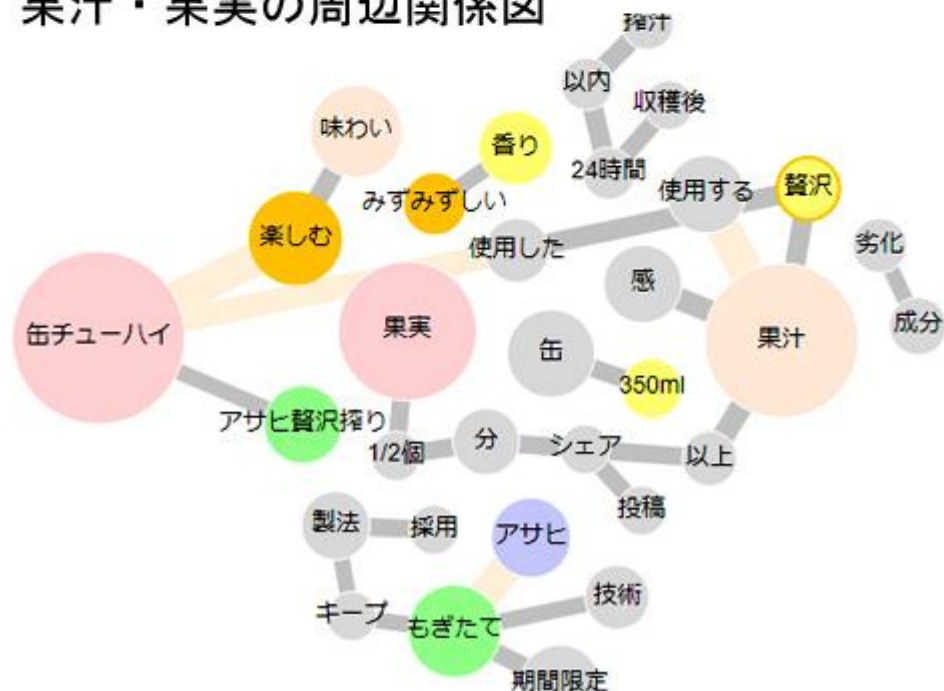 果汁・果実の周辺関係図
搾汁
以内
収穫後
味わい
香り
24時間
使用する
贅沢
みずみずしい
楽しむ
使用した
劣化
感
成分
缶チューハイ
果実
果汁
缶
350ml
アサヒ贅沢搾り
1/2個
分
シェア
以上
投稿
製法
採用
アサヒ
技術
キープ
もぎたて
期間限定